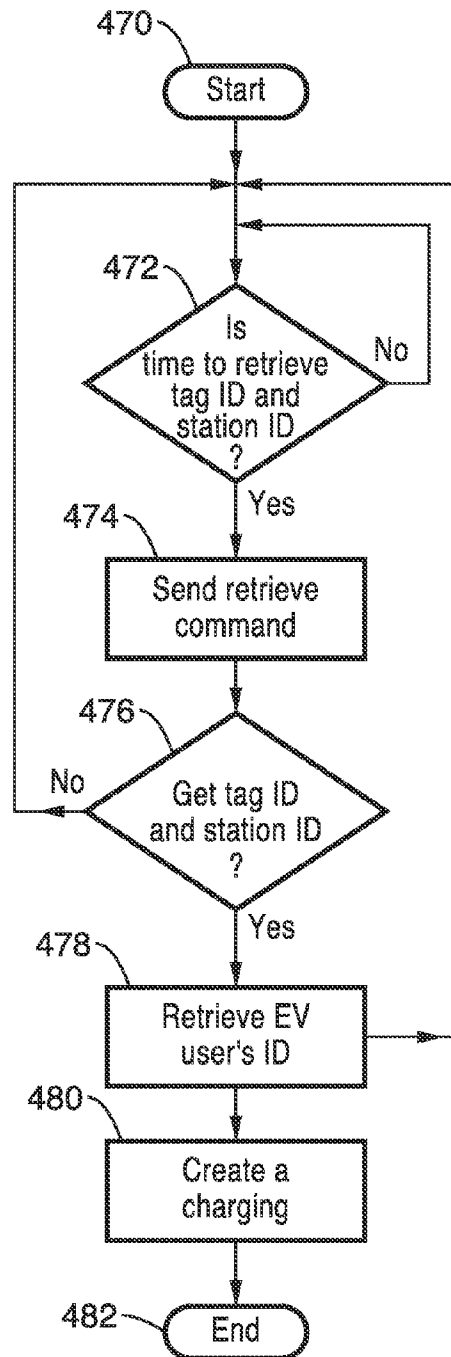 470
Start
472
Is
time to retrieve
tag ID and
station ID
?
No
Yes
474
Send retrieve
command
476
No
Get tag ID
and station ID
?
Yes
478
Retrieve EV
user's ID
480
Create a
charging
482
End